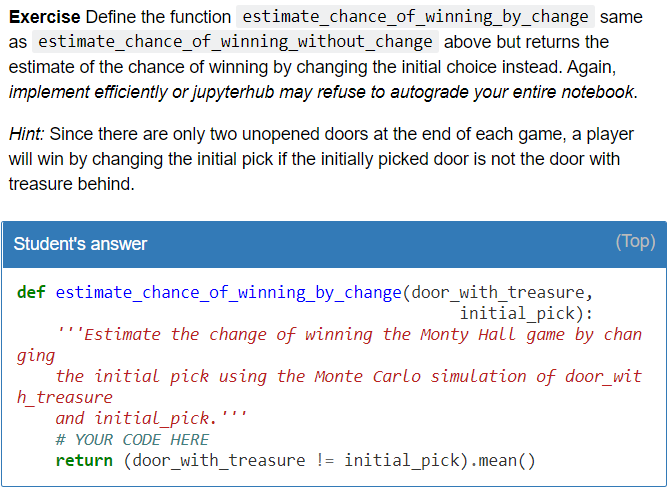 Exercise Define the function estimate_chance_of_winning_by_change same
as estimate_chance_of_winning_without_change above but returns the
estimate of the chance of winning by changing the initial choice instead. Again,
implement efficiently or jupyterhub may refuse to autograde your entire notebook.
Hint: Since there are only two unopened doors at the end of each game, a player
will win by changing the initial pick if the initially picked door is not the door with
treasure behind.
Student's answer (Top)
def estimate_chance_of_winning_by_change(door_with_treasure,
initial_pick):
'''Estimate the change of winning the Monty Hall game by chan
ging
the initial pick using the Monte Carlo simulation of door_wit
h_treasure
and initial_pick.'''
# YOUR CODE HERE
return (door_with_treasure != initial_pick).mean()